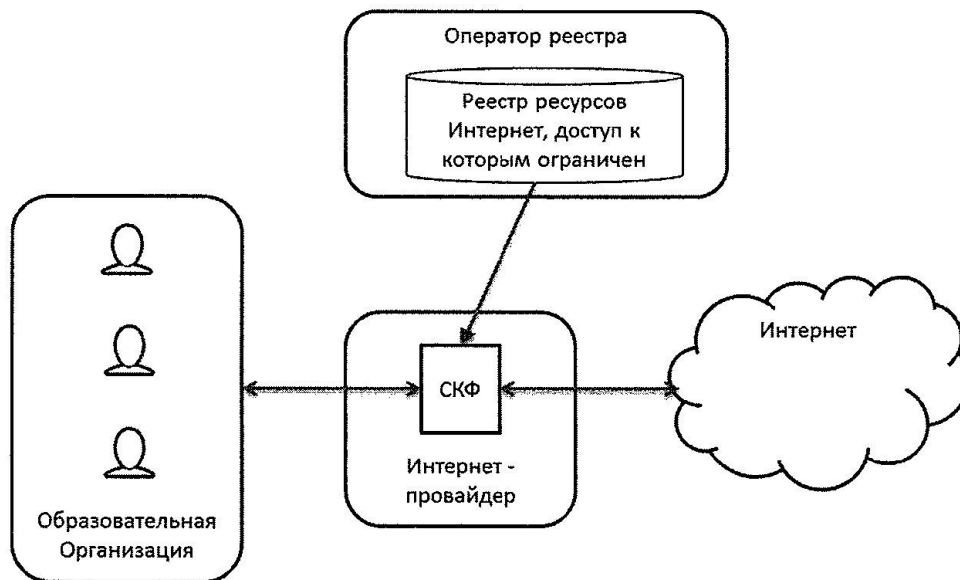 Оператор реестра
Реестр ресурсов
Интернет, доступ к
которым ограничен
Интернет
СКФ
Интернет -
провайдер
Образовательная
Организация